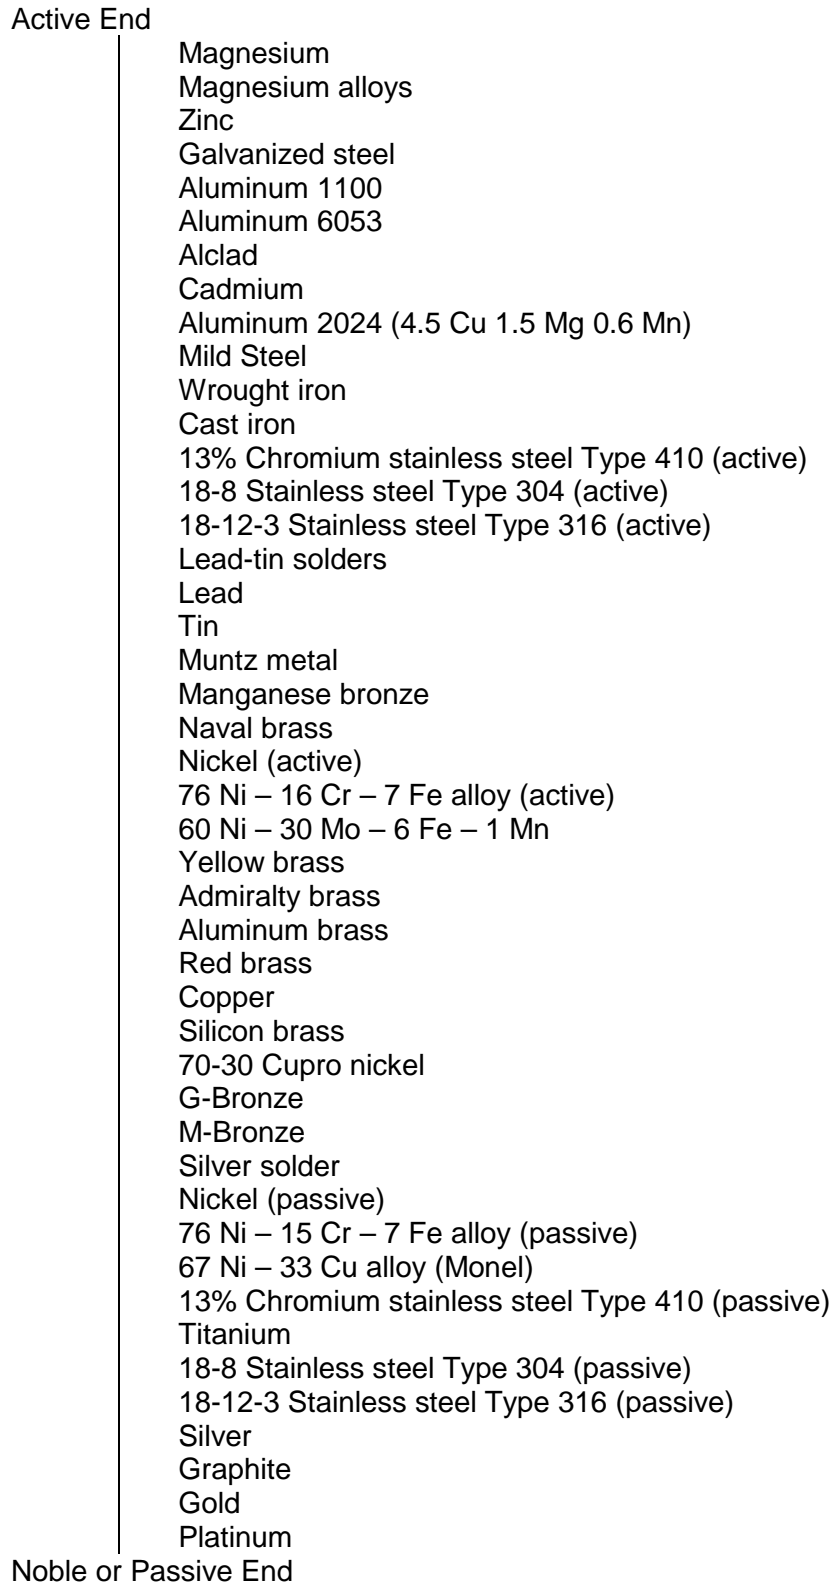 Active End
Magnesium
Magnesium alloys
Zinc
Galvanized steel
Aluminum 1100
Aluminum 6053
Alclad
Cadmium
Aluminum 2024 (4.5 Cu 1.5 Mg 0.6 Mn)
Mild Steel
Wrought iron
Cast iron
13% Chromium stainless steel Type 410 (active)
18-8 Stainless steel Type 304 (active)
18-12-3 Stainless steel Type 316 (active)
Lead-tin solders
Lead
Tin
Muntz metal
Manganese bronze
Naval brass
Nickel (active)
76 Ni – 16 Cr – 7 Fe alloy (active)
60 Ni – 30 Mo – 6 Fe – 1 Mn
Yellow brass
Admiralty brass
Aluminum brass
Red brass
Copper
Silicon brass
70-30 Cupro nickel
G-Bronze
M-Bronze
Silver solder
Nickel (passive)
76 Ni – 15 Cr – 7 Fe alloy (passive)
67 Ni – 33 Cu alloy (Monel)
13% Chromium stainless steel Type 410 (passive)
Titanium
18-8 Stainless steel Type 304 (passive)
18-12-3 Stainless steel Type 316 (passive)
Silver
Graphite
Gold
Platinum
Noble or Passive End